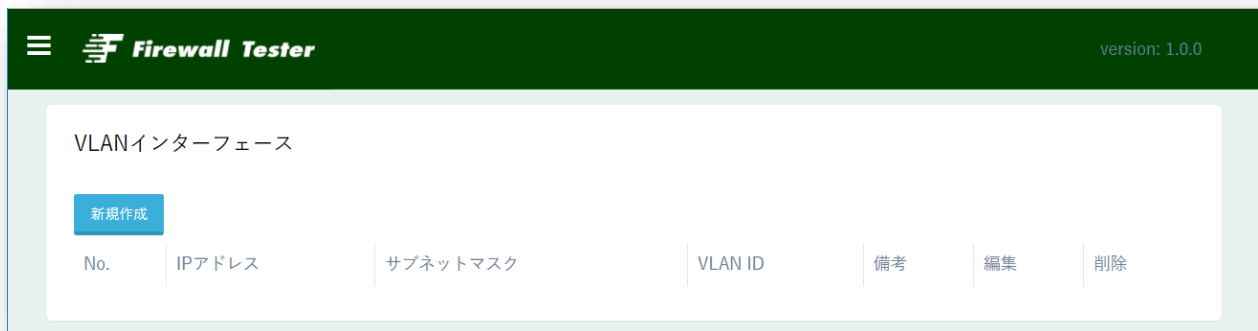 Firewall Tester version: 1.0.0
VLANインターフェース
新規作成
No. IPアドレス サブネットマスク VLAN ID 備考 編集 削除